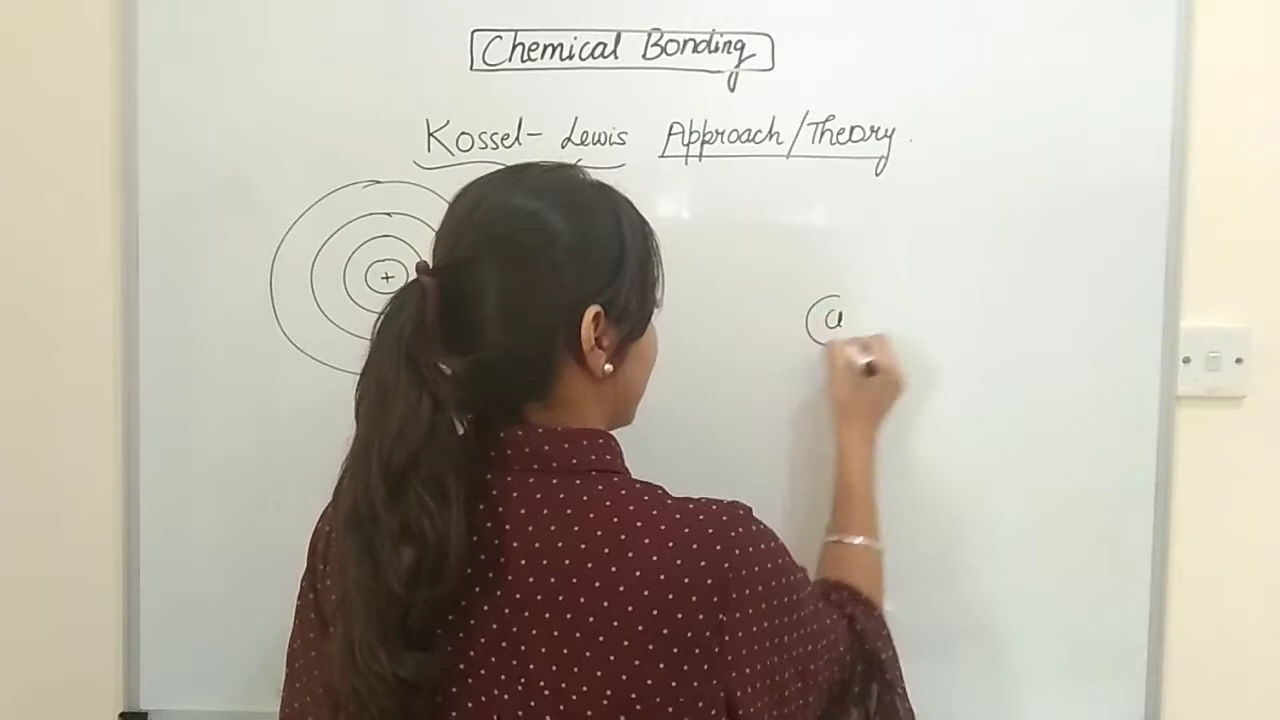 Chemical Bonding
Kossel- Lewis Approach/Theory.
+